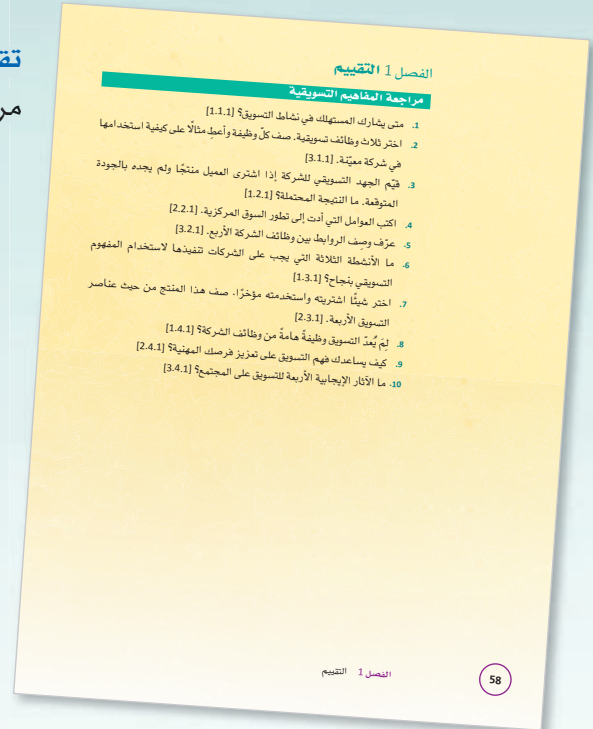 الفصل 1 التقييم
مراجعة المفاهيم التسويقية
1. متى يشارك المستهلك في نشاط التسويق؟ [1.1.1]
2. اختر ثلاث وظائف تسويقية. صف كلّ وظيفة وأعطِ مثالًا على كيفية استخدامها
في شركة معيّنة. [3.1.1]
3. قيّم الجهد التسويقي للشركة إذا اشترى العميل منتجًا ولم يجده بالجودة
المتوقعة. ما النتيجة المحتملة؟ [1.2.1]
4. اكتب العوامل التي أدت إلى تطور السوق المركزية. [2.2.1]
5. عرّف وصِف الروابط بين وظائف الشركة الأربع. [3.2.1]
6. ما الأنشطة الثلاثة التي يجب على الشركات تنفيذها لاستخدام المفهوم
التسويقي بنجاح؟ [1.3.1]
7. اختر شيئًا اشتريته واستخدمته مؤخرًا. صف هذا المنتج من حيث عناصر
التسويق الأربعة. [2.3.1]
8. لِمَ يُعدّ التسويق وظيفةً هامةً من وظائف الشركة؟ [1.4.1]
9. كيف يساعدك فهم التسويق على تعزيز فرصك المهنية؟ [2.4.1]
10. ما الآثار الإيجابية الأربعة للتسويق على المجتمع؟ [3.4.1]
58 الفصل 1 التقييم